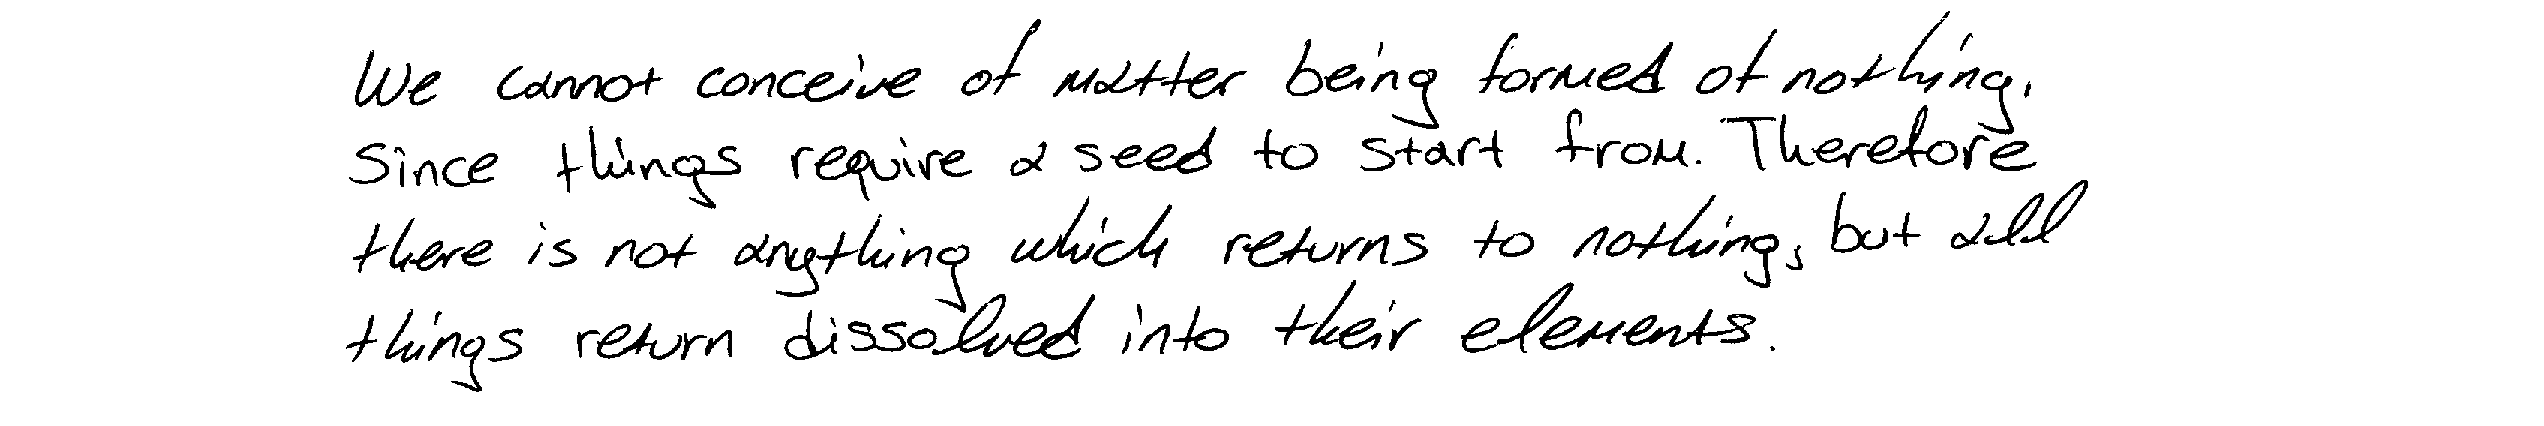 We cannot conceive of matter being formed of nothing,
since things require a seed to start from. Therefore
there is not anything which returns to nothing, but all
things return dissolved into their elements.